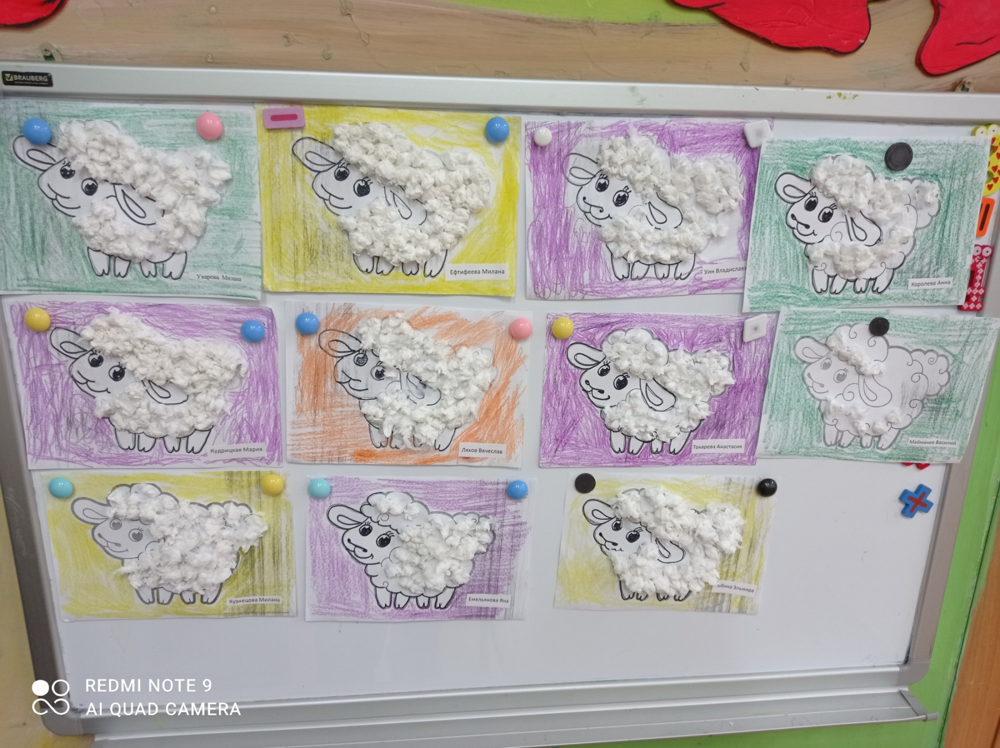 BRAUBERG
Уварова Милана
Ефтифеева Милана
Уин Владислава
Королева Анна
Кудрицкая Мария
Ляхов Вячеслав
Токарева Анастасия
Майманов Василий
Кузнецова Милана
Емельянова Яна
Эльмира
REDMI NOTE 9
AI QUAD CAMERA